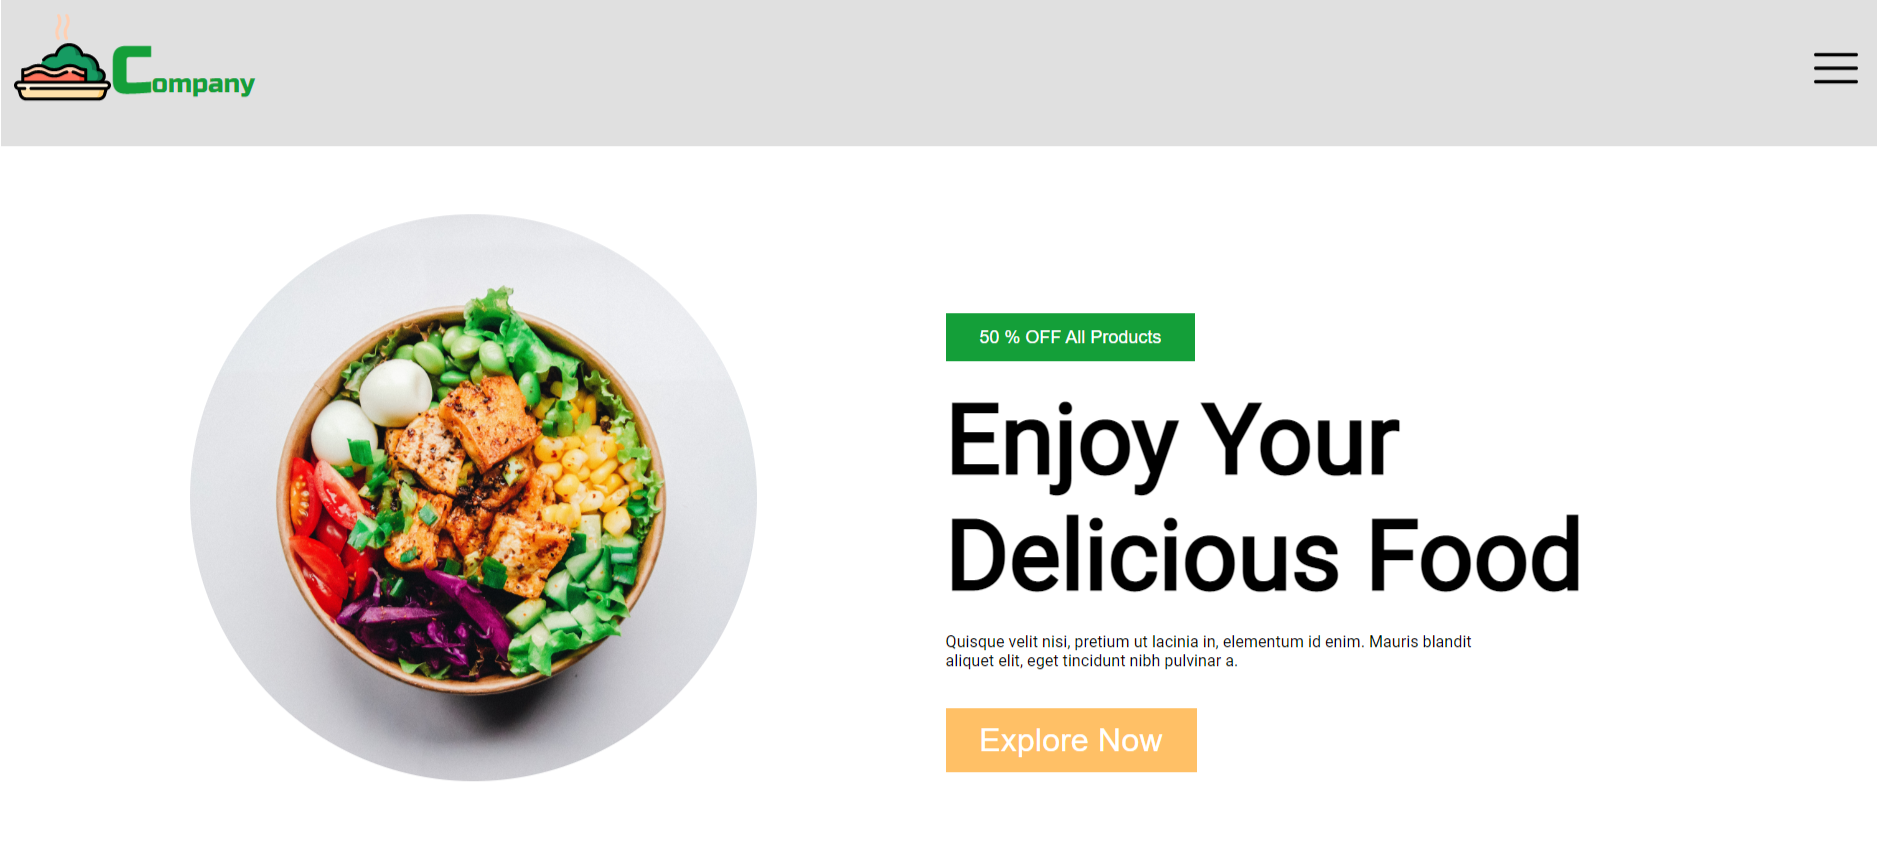 Company
50 % OFF All Products
Enjoy Your
Delicious Food
Quisque velit nisi, pretium ut lacinia in, elementum id enim. Mauris blandit
aliquet elit, eget tincidunt nibh pulvinar a.
Explore Now